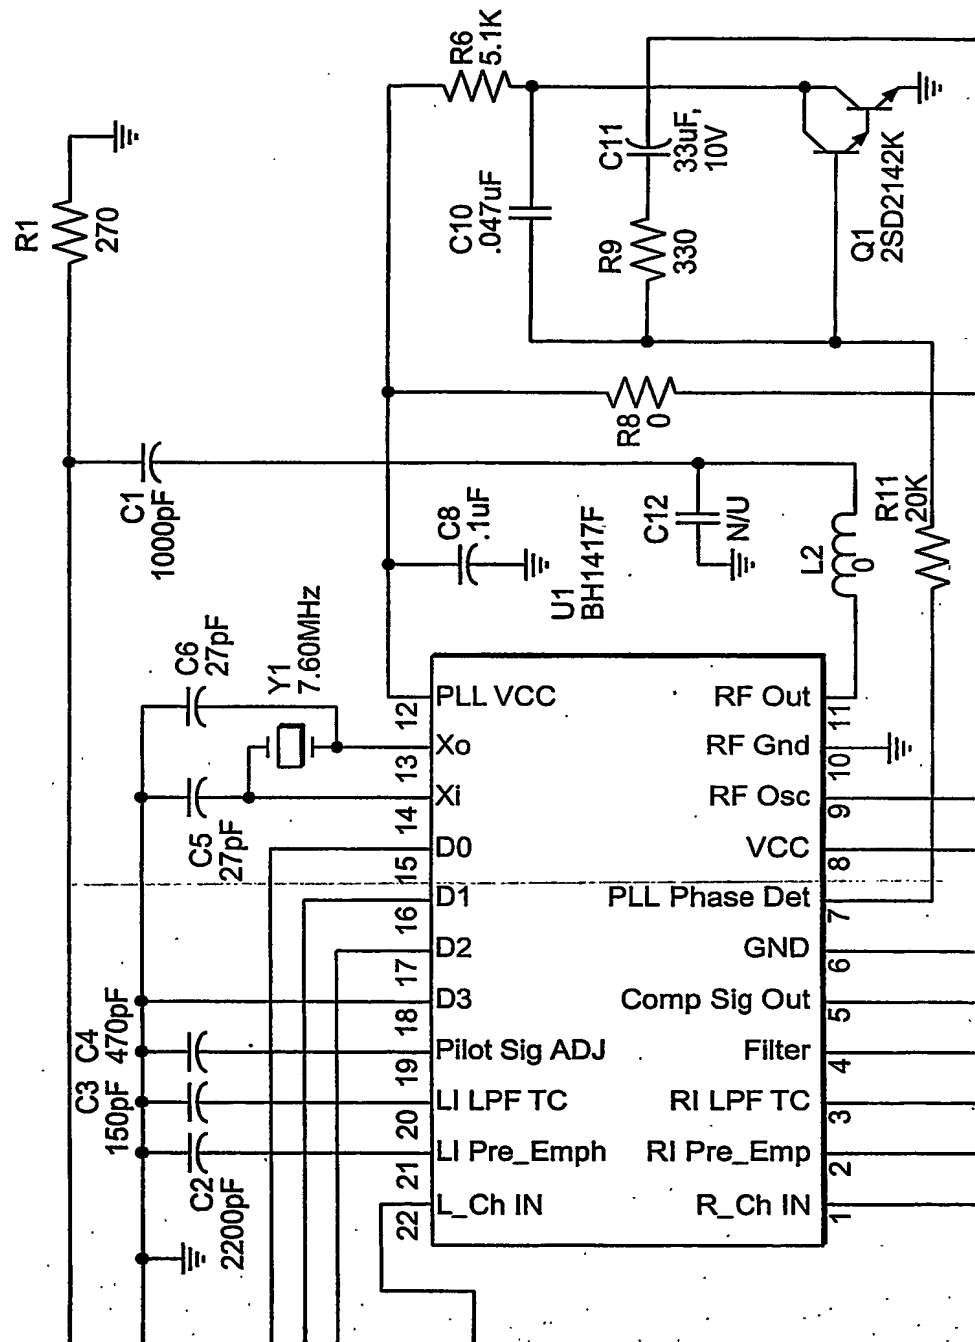 R6
5.1K
R1
270
C11
33uF,
10V
C10
.047uF
R9
330
Q1
2SD2142K
R8
0
C1
1000pF
C8
.1uF
C12
N/U
R11
20K
L2
0
U1
BH1417F
C6
27pF
Y1
7.60MHz
C5
27pF
12
PLL VCC
RF Out
11
13
Xo
RF Gnd
10
14
Xi
RF Osc
9
15
D0
VCC
8
16
D1
PLL Phase Det
7
17
D2
GND
6
18
D3
Comp Sig Out
5
C4
470pF
19
Pilot Sig ADJ
Filter
4
C3
150pF
20
LI LPF TC
RI LPF TC
3
21
LI Pre_Emph
RI Pre_Emp
2
C2
2200pF
22
L_Ch IN
R_Ch IN
1